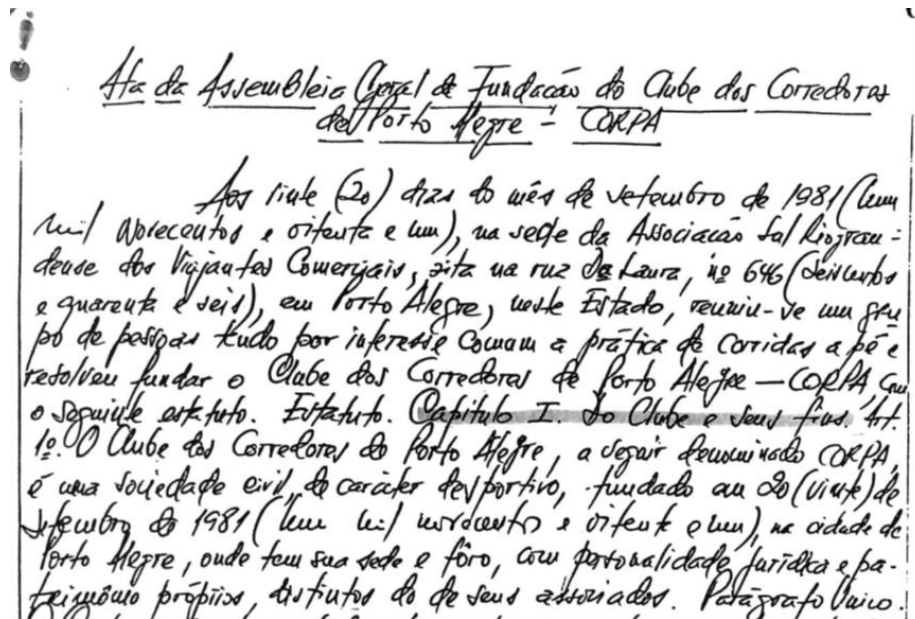 Ata da Assembleia Geral de Fundação do Clube dos Corredores
de Porto Alegre - CORPA
Aos vinte (20) dias do mês de setembro de 1981 (hum
mil novecentos e oitenta e um), na sede da Associação Sul Riogran-
dense dos Viajantes Comerciais, sita na rua Da Laura, nº 646 (seiscentos
e quarenta e seis), em Porto Alegre, neste Estado, reuniu-se um gru
po de pessoas tendo por interesse comum a prática de corridas a pé e
resolveu fundar o Clube dos Corredores de Porto Alegre — CORPA, com
o seguinte estatuto. Estatuto. Capítulo I. Do Clube e seus fins. Art.
1º. O Clube dos Corredores de Porto Alegre, a seguir denominado CORPA,
é uma sociedade civil, de caráter desportivo, fundado em 20 (vinte) de
setembro de 1981 (hum mil novecentos e oitenta e um), na cidade de
Porto Alegre, onde tem sua sede e fôro, com personalidade jurídica e pa-
trimônio próprios, distintos do de seus associados. Parágrafo Único.